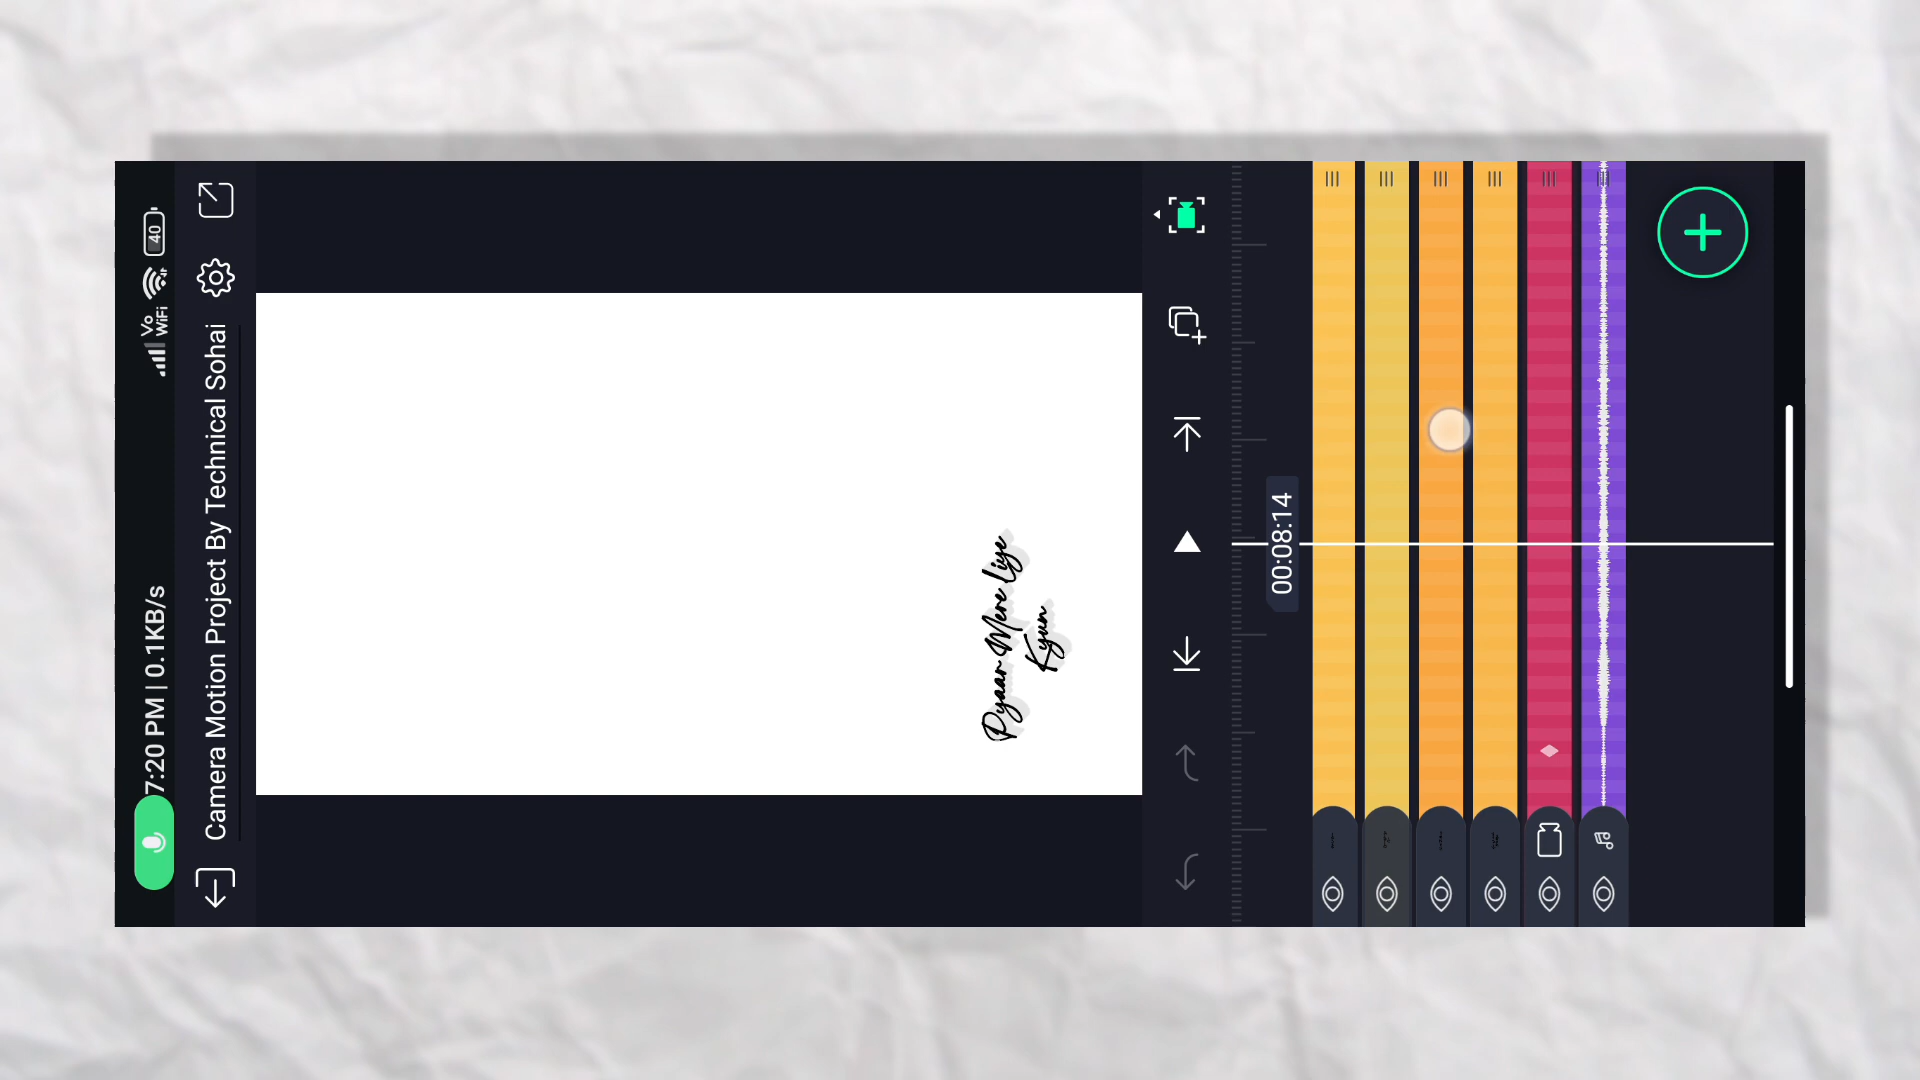 7:20 PM | 0.1KB/s
Vo
WiFi
40
Camera Motion Project By Technical Sohai
Pyaar Mere Liye
Kyun
00:08:14